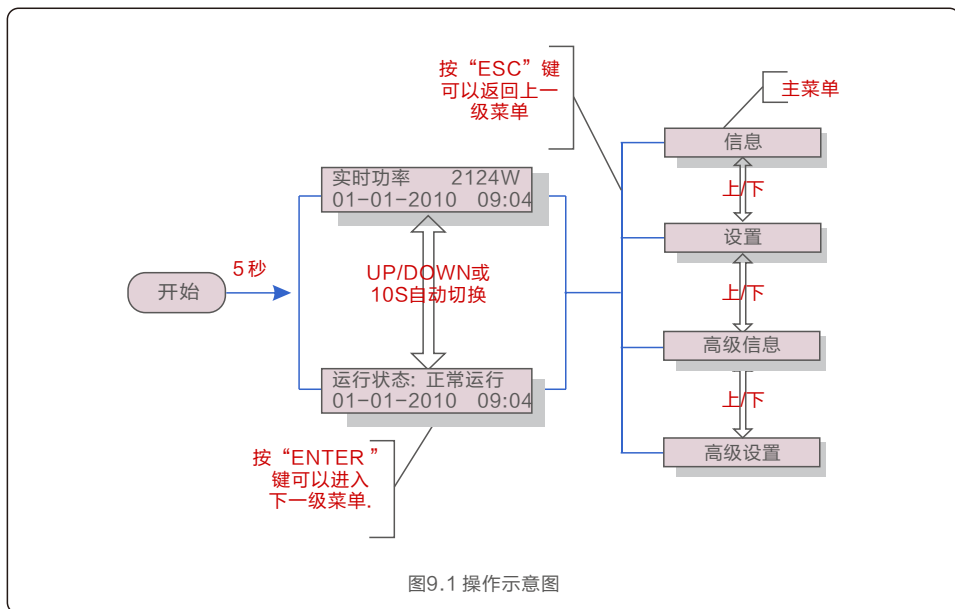 按“ESC”键
可以返回上一
级菜单
主菜单
信息
实时功率 2124W
01-01-2010 09:04
上/下
设置
5秒
UP/DOWN或
10S自动切换
开始
上/下
高级信息
运行状态: 正常运行
01-01-2010 09:04
上/下
高级设置
按“ENTER”
键可以进入
下一级菜单.
图9.1 操作示意图